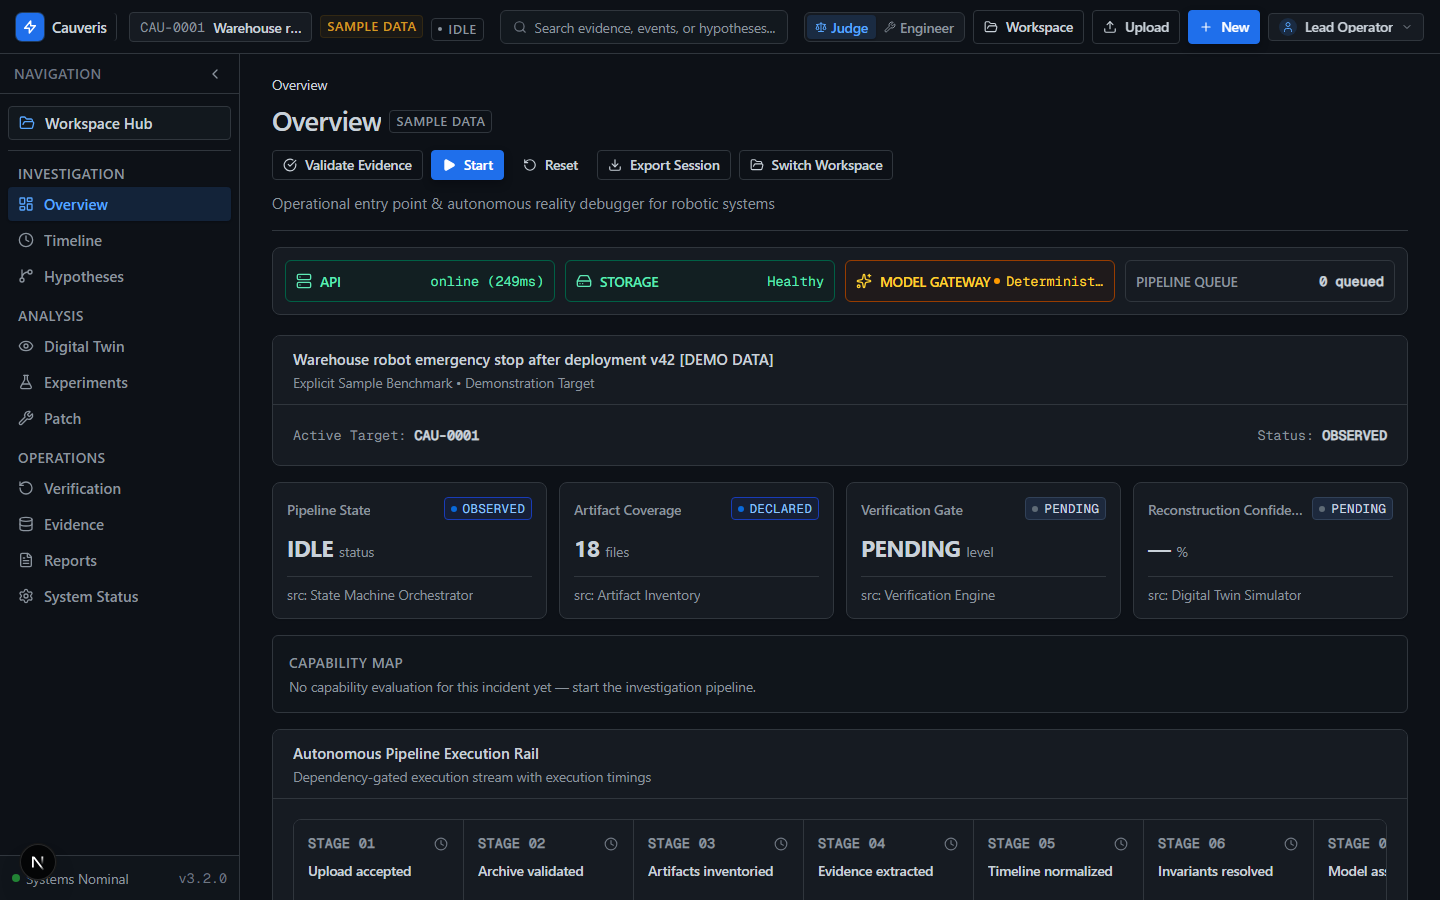 Cauveris
CAU-0001 Warehouse r...
SAMPLE DATA
• IDLE
Search evidence, events, or hypotheses...
Judge
Engineer
Workspace
Upload
+ New
Lead Operator
NAVIGATION
Workspace Hub
INVESTIGATION
Overview
Timeline
Hypotheses
ANALYSIS
Digital Twin
Experiments
Patch
OPERATIONS
Verification
Evidence
Reports
System Status
N
Systems Nominal
v3.2.0
Overview
Overview
SAMPLE DATA
Validate Evidence
Start
Reset
Export Session
Switch Workspace
Operational entry point & autonomous reality debugger for robotic systems
API online (249ms)
STORAGE Healthy
MODEL GATEWAY • Determinist…
PIPELINE QUEUE 0 queued
Warehouse robot emergency stop after deployment v42 [DEMO DATA]
Explicit Sample Benchmark • Demonstration Target
Active Target: CAU-0001
Status: OBSERVED
Pipeline State
OBSERVED
IDLE status
src: State Machine Orchestrator
Artifact Coverage
DECLARED
18 files
src: Artifact Inventory
Verification Gate
PENDING
PENDING level
src: Verification Engine
Reconstruction Confide...
PENDING
— %
src: Digital Twin Simulator
CAPABILITY MAP
No capability evaluation for this incident yet — start the investigation pipeline.
Autonomous Pipeline Execution Rail
Dependency-gated execution stream with execution timings
STAGE 01
Upload accepted
STAGE 02
Archive validated
STAGE 03
Artifacts inventoried
STAGE 04
Evidence extracted
STAGE 05
Timeline normalized
STAGE 06
Invariants resolved
STAGE 0
Model as